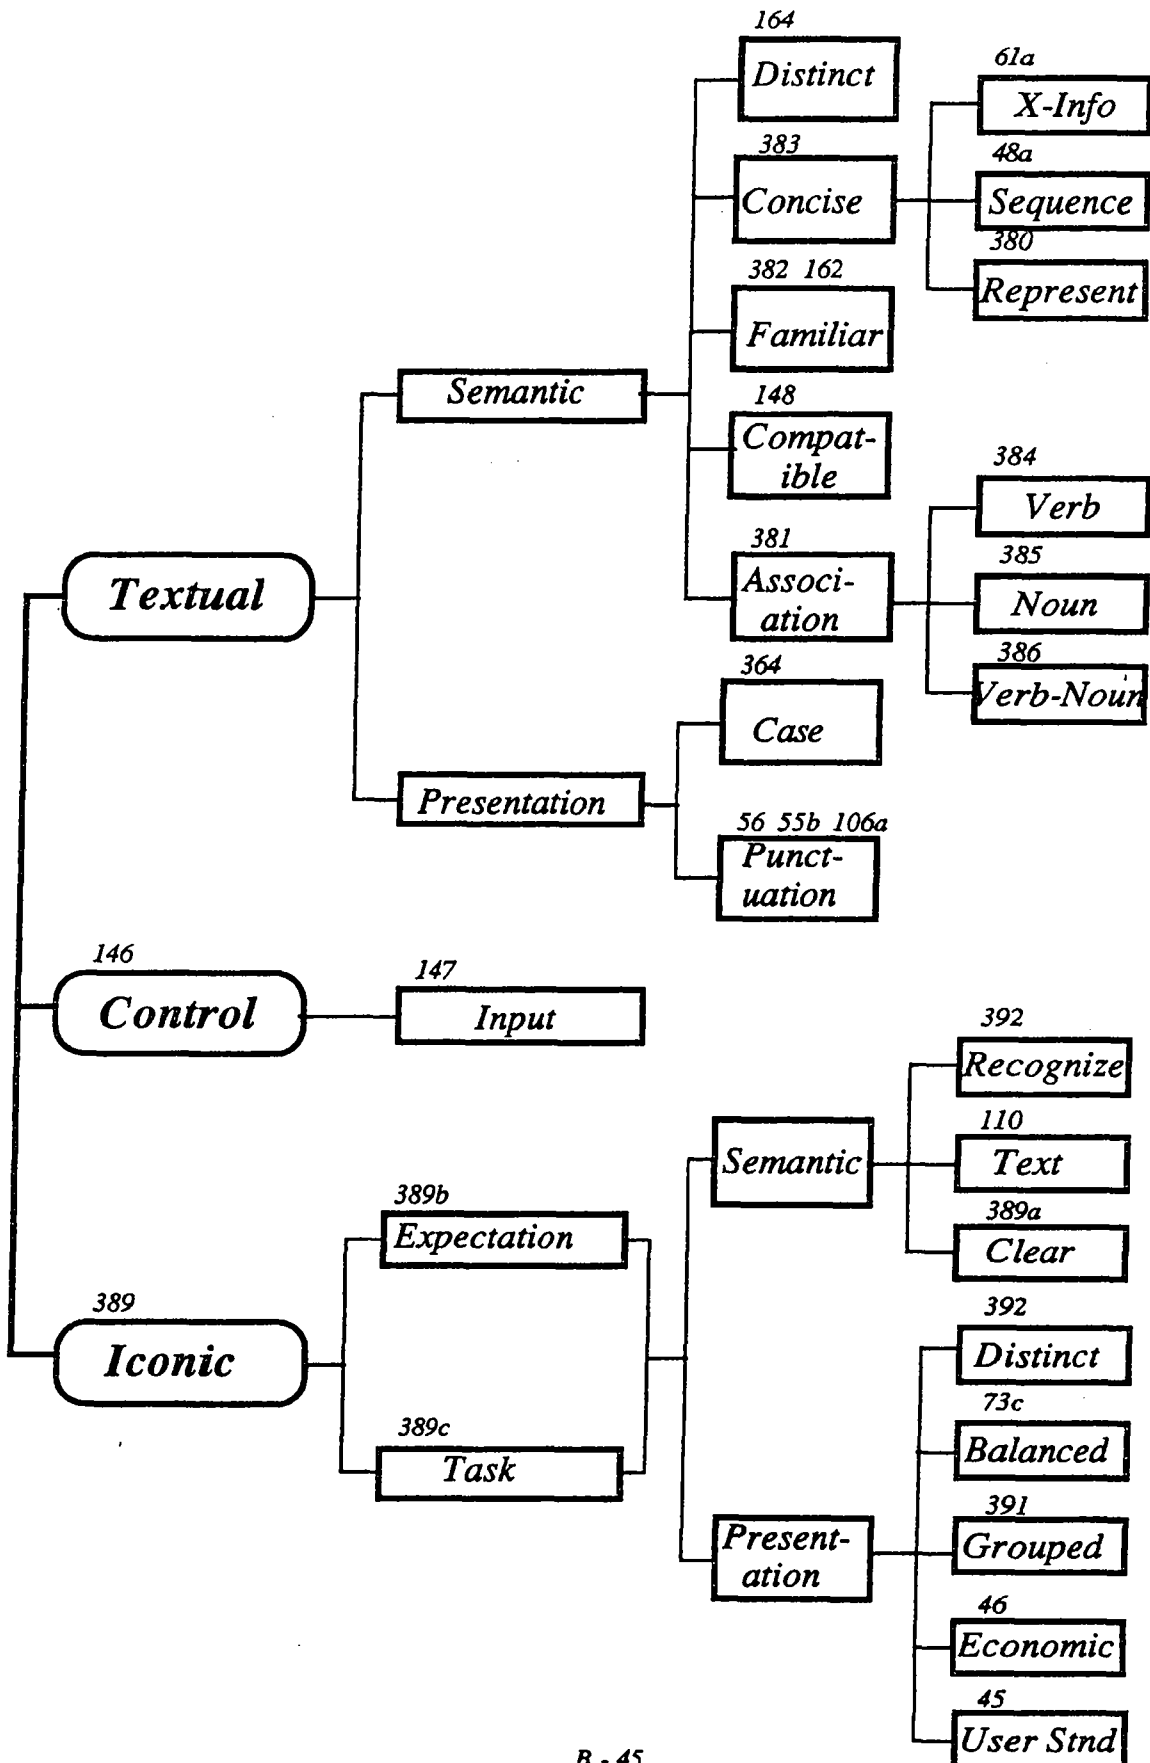 164
Distinct
61a
X-Info
383
Concise
48a
Sequence
380
Represent
382 162
Familiar
Semantic
148
Compat-
ible
384
Verb
381
Associ-
ation
385
Noun
386
Verb-Noun
Textual
364
Case
Presentation
56 55b 106a
Punct-
uation
146
Control
147
Input
392
Recognize
110
Text
Semantic
389a
Clear
389b
Expectation
389
Iconic
392
Distinct
73c
Balanced
389c
Task
391
Grouped
Present-
ation
46
Economic
45
User Stnd
B - 45